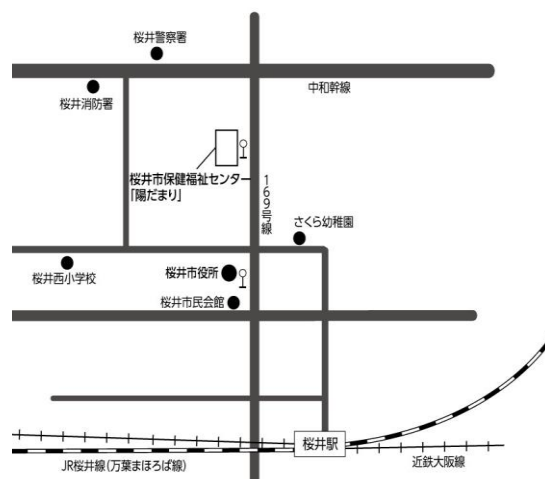 桜井警察署
中和幹線
桜井消防署
桜井市保健福祉センター
「陽だまり」
169号線
さくら幼稚園
桜井西小学校
桜井市役所
桜井市民会館
桜井駅
JR桜井線(万葉まほろば線)
近鉄大阪線